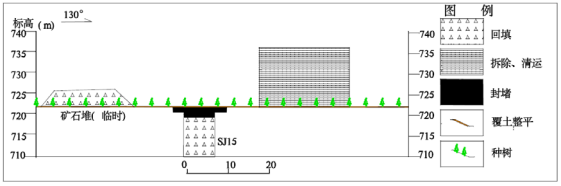 标高(m) 130° 图 例
740 740 回填
735 735
730 730 拆除、清运
725 725
720 720 封堵
矿石堆(临时)
715 SJ15 715 覆土整平
710 710
0 10 20 种树